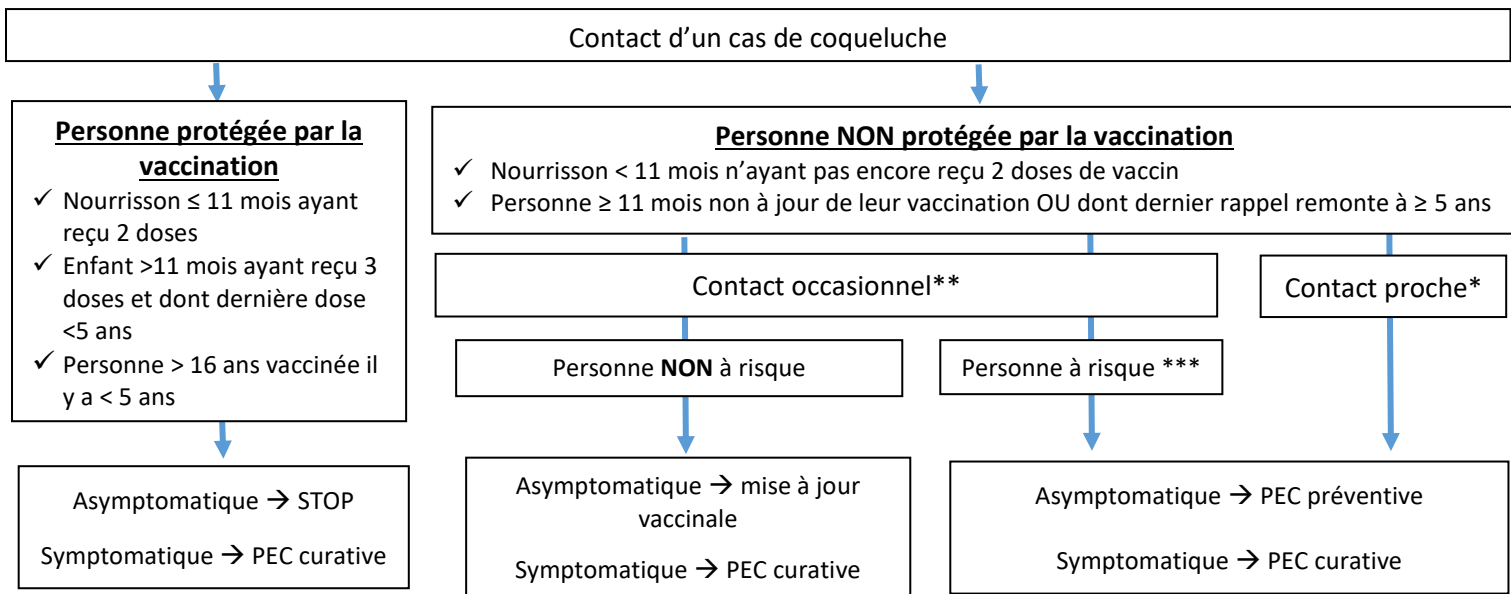 Contact d'un cas de coqueluche
Personne protégée par la
vaccination
✓ Nourrisson ≤ 11 mois ayant
reçu 2 doses
✓ Enfant >11 mois ayant reçu 3
doses et dont dernière dose
<5 ans
✓ Personne > 16 ans vaccinée il
y a < 5 ans
Personne NON protégée par la vaccination
✓ Nourrisson < 11 mois n'ayant pas encore reçu 2 doses de vaccin
✓ Personne ≥ 11 mois non à jour de leur vaccination OU dont dernier rappel remonte à ≥ 5 ans
Contact occasionnel**
Contact proche*
Personne NON à risque
Personne à risque ***
Asymptomatique → STOP
Symptomatique → PEC curative
Asymptomatique → mise à jour
vaccinale
Symptomatique → PEC curative
Asymptomatique → PEC préventive
Symptomatique → PEC curative